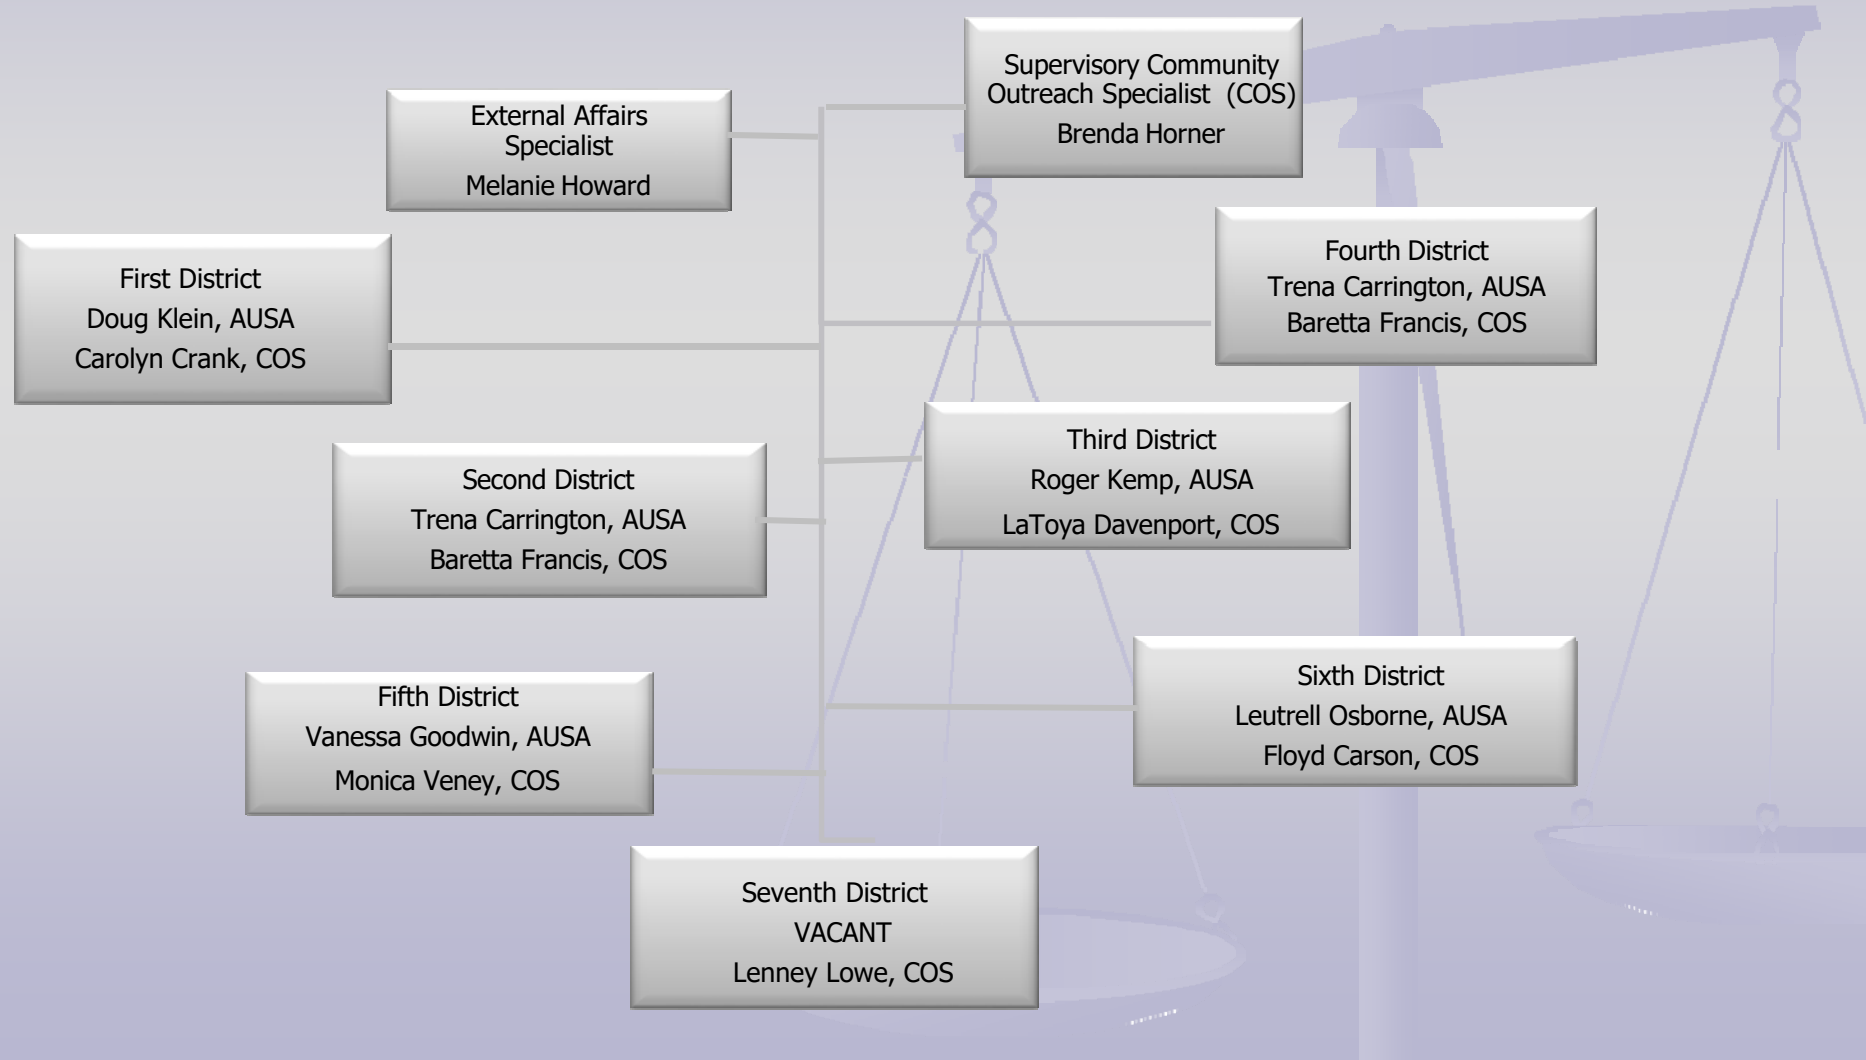 Supervisory Community
Outreach Specialist (COS)
Brenda Horner
External Affairs
Specialist
Melanie Howard
First District
Doug Klein, AUSA
Carolyn Crank, COS
Fourth District
Trena Carrington, AUSA
Baretta Francis, COS
Second District
Trena Carrington, AUSA
Baretta Francis, COS
Third District
Roger Kemp, AUSA
LaToya Davenport, COS
Fifth District
Vanessa Goodwin, AUSA
Monica Veney, COS
Sixth District
Leutrell Osborne, AUSA
Floyd Carson, COS
Seventh District
VACANT
Lenney Lowe, COS